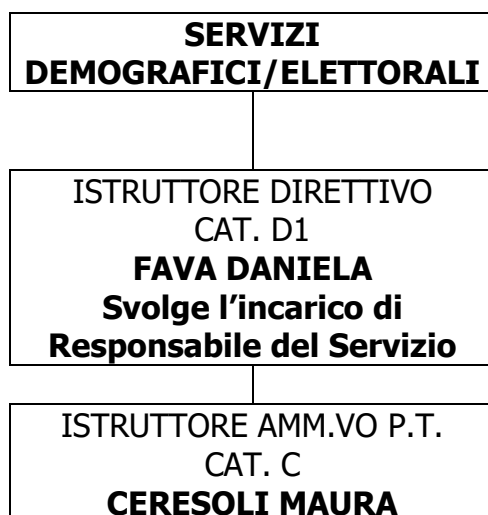 SERVIZI
DEMOGRAFICI/ELETTORALI
ISTRUTTORE DIRETTIVO
CAT. D1
FAVA DANIELA
Svolge l’incarico di
Responsabile del Servizio
ISTRUTTORE AMM.VO P.T.
CAT. C
CERESOLI MAURA